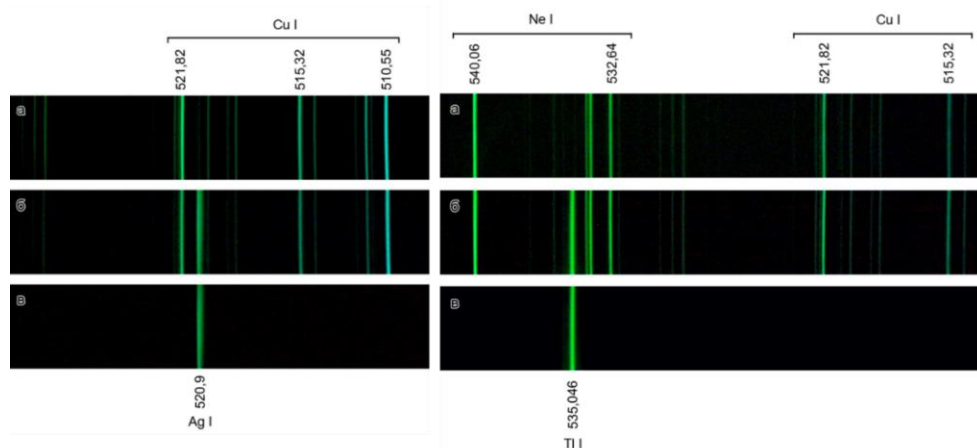 Cu I
521,82
515,32
510,55
а
б
в
520,9
Ag I
Ne I
Cu I
540,06
532,64
521,82
515,32
а
б
в
535,046
Tl I